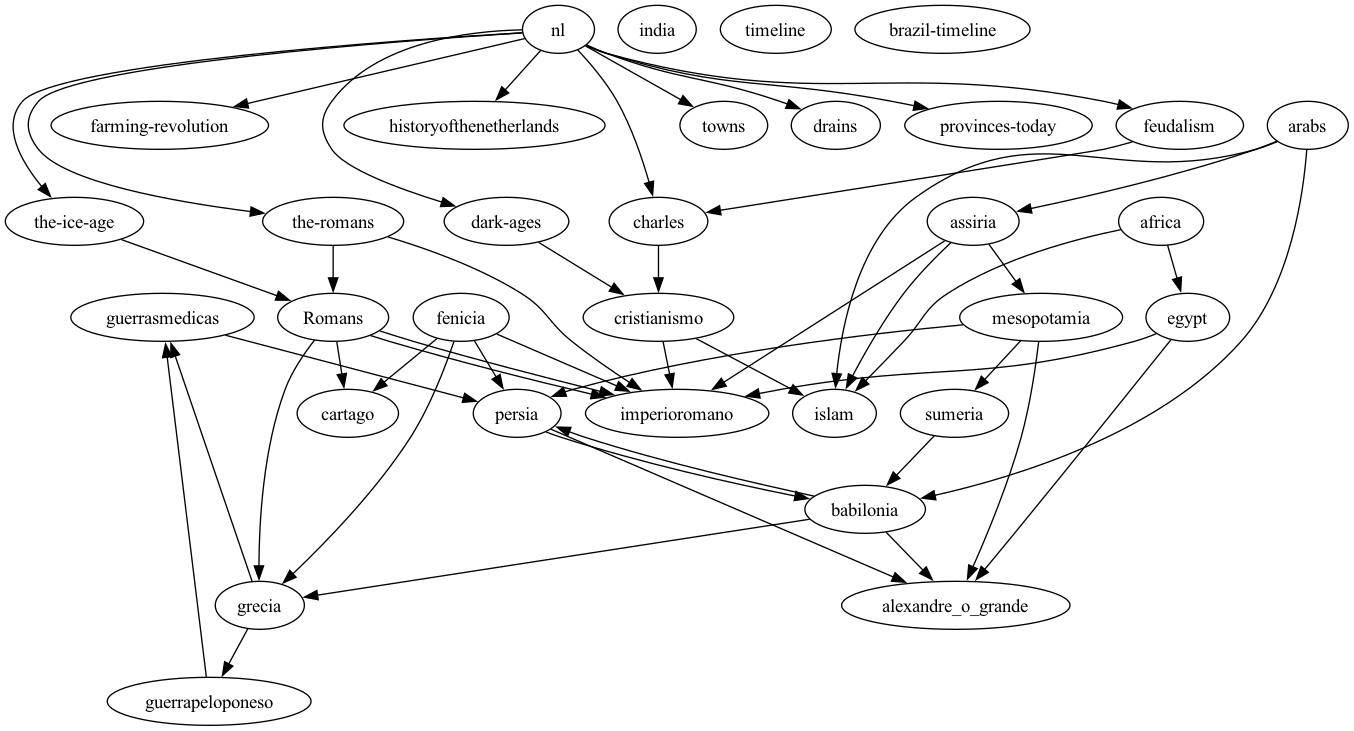 nl
india
timeline
brazil-timeline
farming-revolution
historyofthenetherlands
towns
drains
provinces-today
feudalism
arabs
the-ice-age
the-romans
dark-ages
charles
assiria
africa
guerrasmedicas
Romans
fenicia
cristianismo
mesopotamia
egypt
cartago
persia
imperioromano
islam
sumeria
babilonia
grecia
alexandre_o_grande
guerrapeloponeso